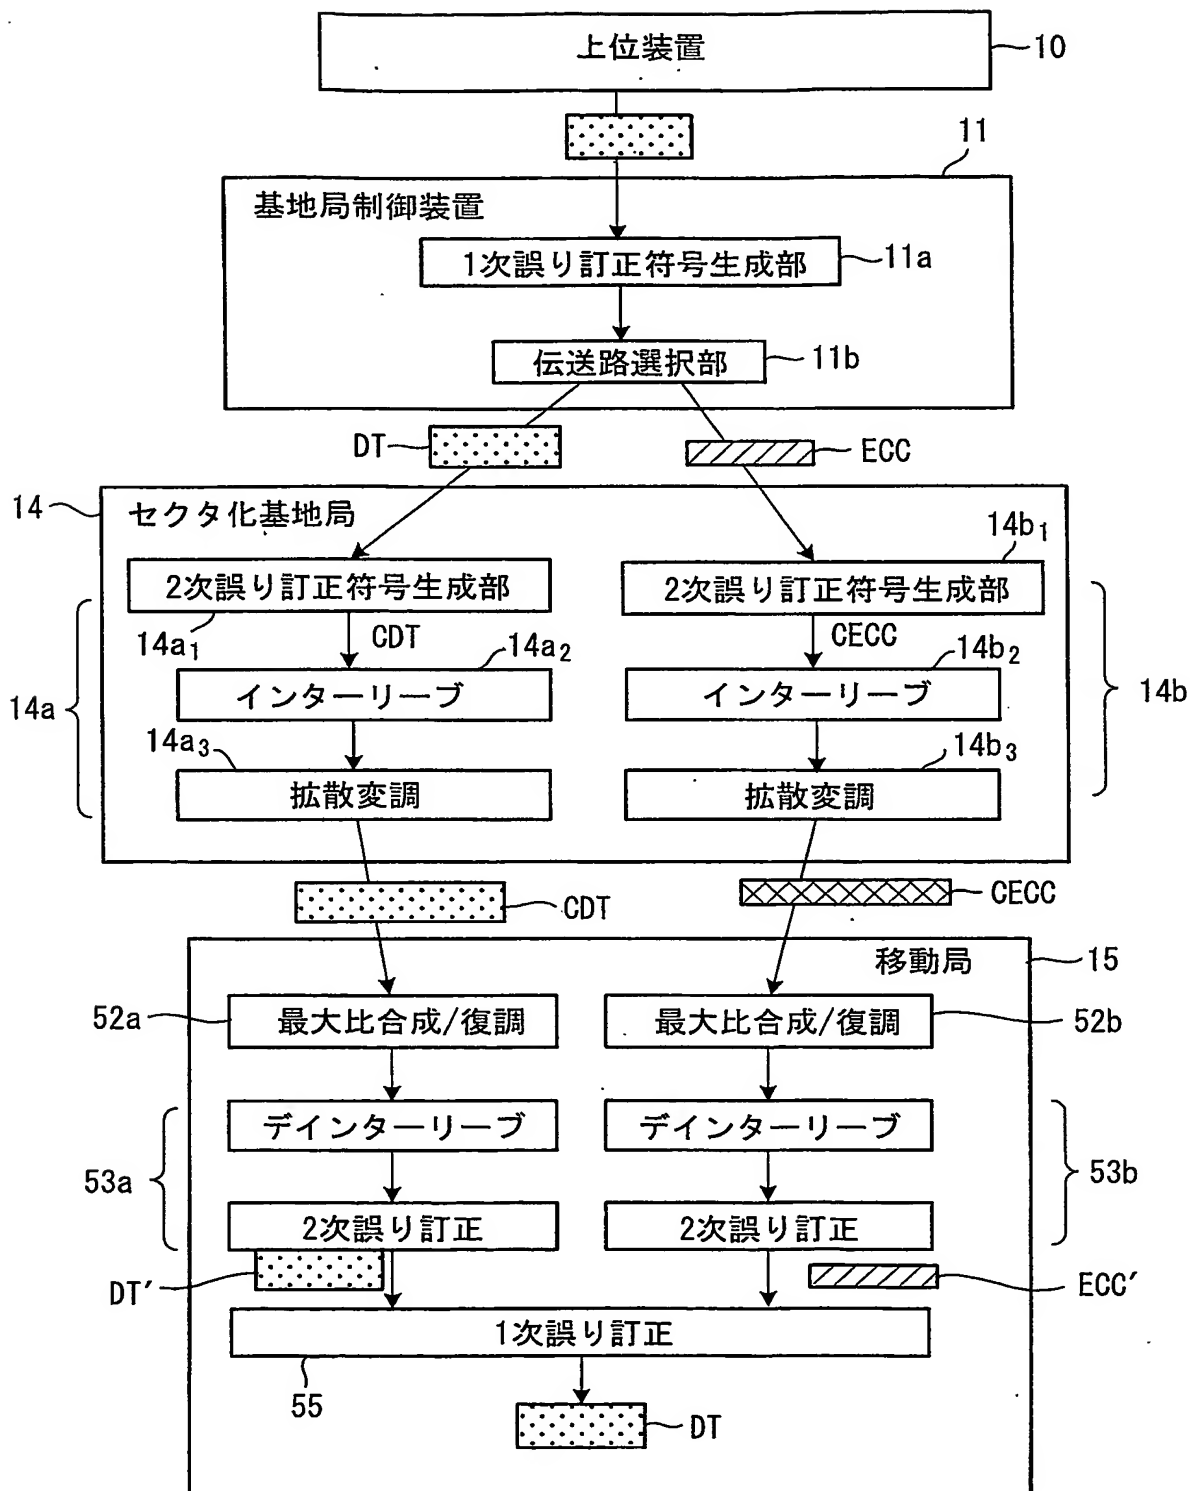 上位装置
10
11
基地局制御装置
1次誤り訂正符号生成部
11a
伝送路選択部
11b
DT
ECC
14
セクタ化基地局
14b1
2次誤り訂正符号生成部
2次誤り訂正符号生成部
14a1
CDT
14a2
CECC
14b2
インターリーブ
インターリーブ
14a
14b
14a3
14b3
拡散変調
拡散変調
CDT
CECC
移動局
15
52a
最大比合成/復調
最大比合成/復調
52b
デインターリーブ
デインターリーブ
53a
53b
2次誤り訂正
2次誤り訂正
DT′
ECC′
1次誤り訂正
55
DT